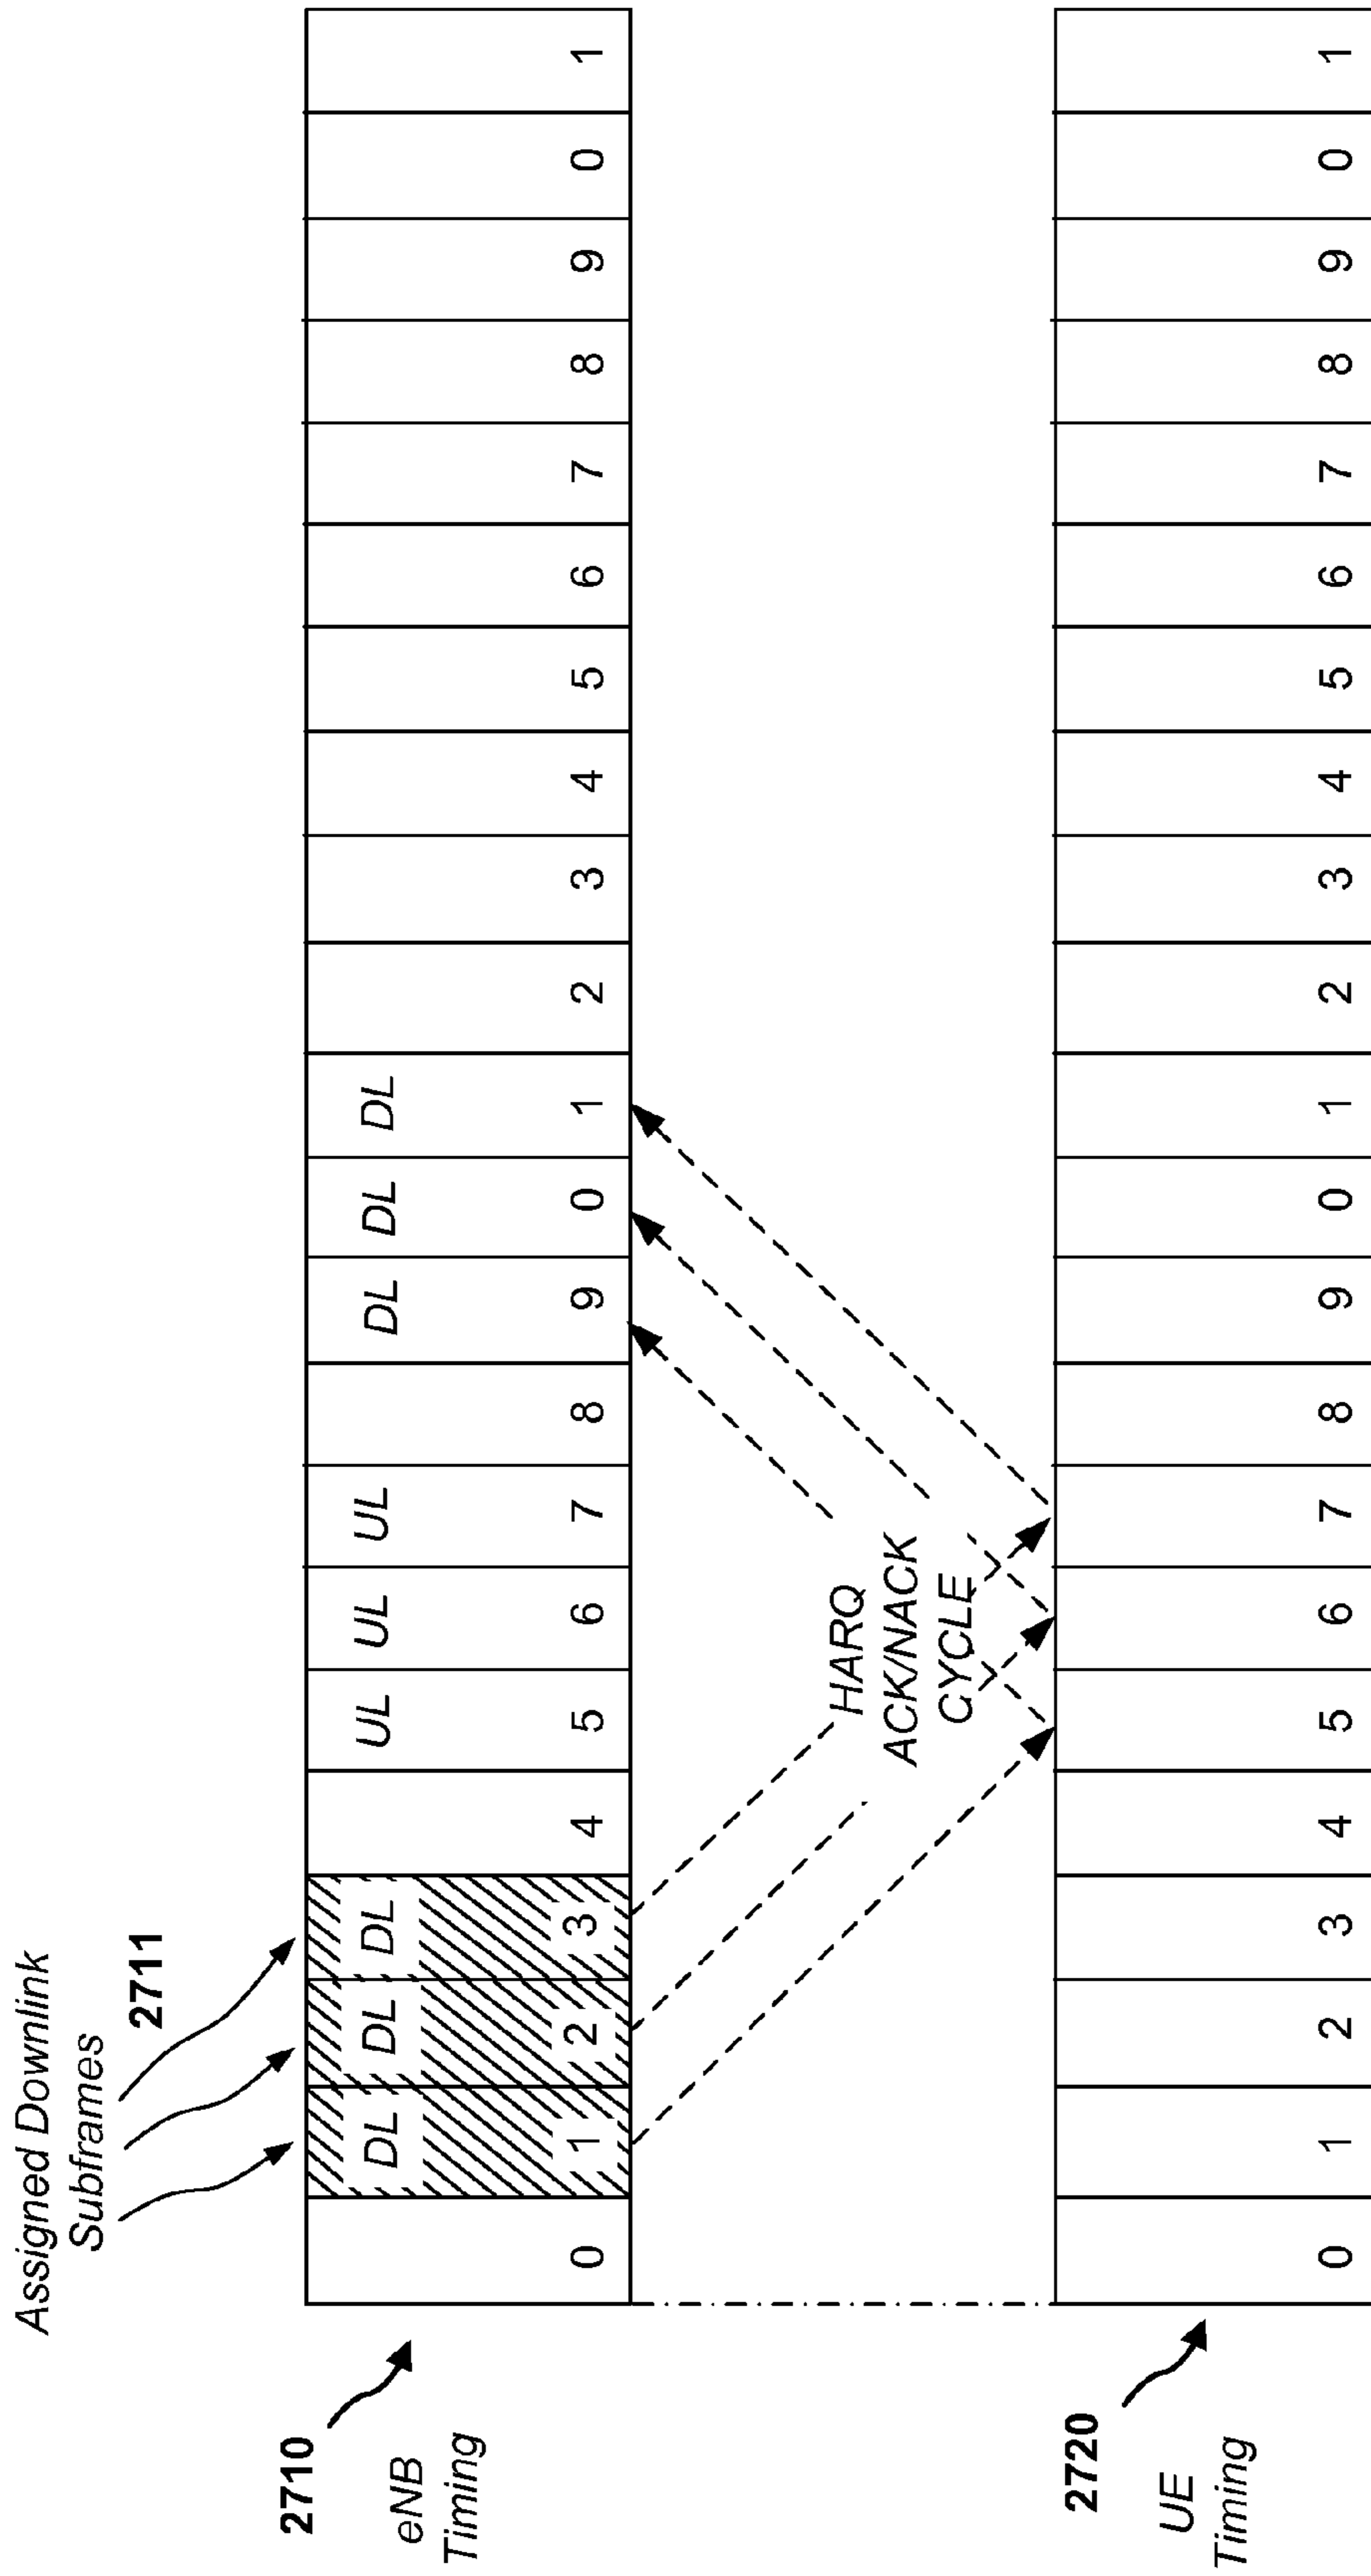 Assigned Downlink
Subframes
2711
2710
eNB
Timing
DL DL DL UL UL UL DL DL DL
0 1 2 3 4 5 6 7 8 9 0 1 2 3 4 5 6 7 8 9 0 1
HARQ
ACK/NACK
CYCLE
2720
UE
Timing
0 1 2 3 4 5 6 7 8 9 0 1 2 3 4 5 6 7 8 9 0 1